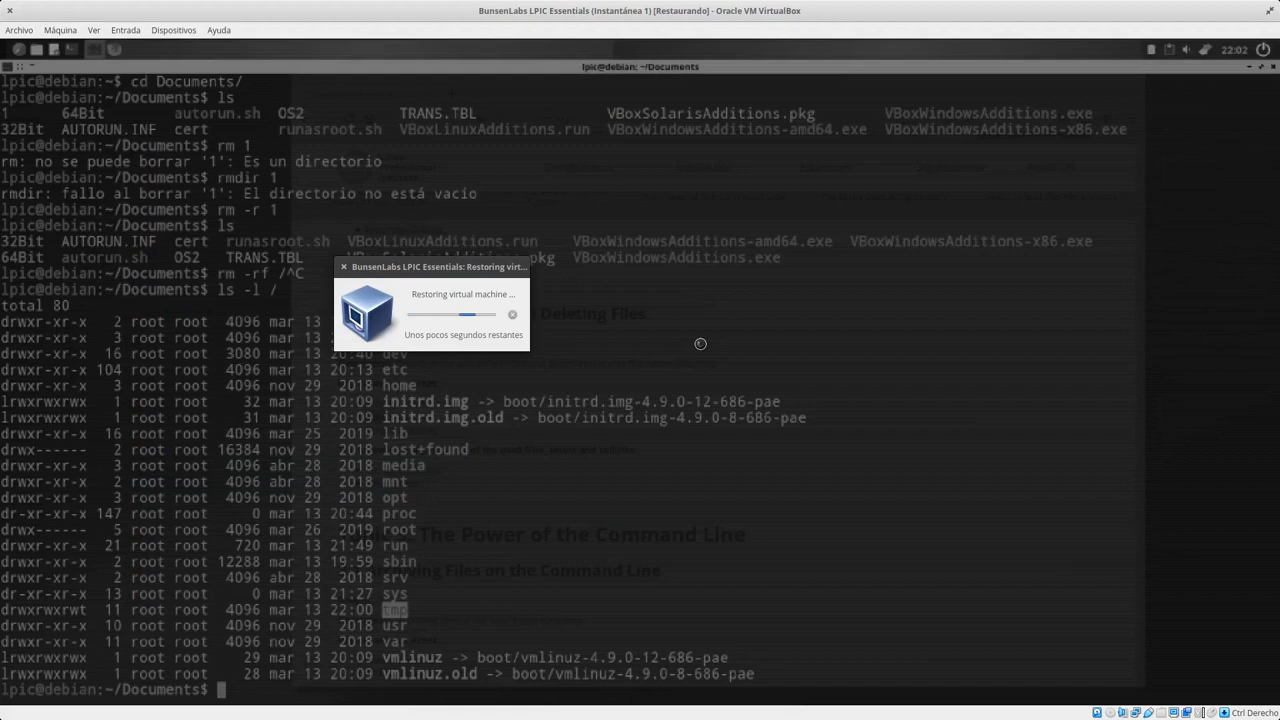 BunsenLabs LPIC Essentials (Instantánea 1) [Restaurando] - Oracle VM VirtualBox
Archivo Máquina Ver Entrada Dispositivos Ayuda
22:02
lpic@debian: ~/Documents
lpic@debian:~$ cd Documents/
lpic@debian:~/Documents$ ls
1 64Bit autorun.sh OS2 TRANS.TBL VBoxSolarisAdditions.pkg VBoxWindowsAdditions.exe
32Bit AUTORUN.INF cert runasroot.sh VBoxLinuxAdditions.run VBoxWindowsAdditions-amd64.exe VBoxWindowsAdditions-x86.exe
lpic@debian:~/Documents$ rm 1
rm: no se puede borrar '1': Es un directorio
lpic@debian:~/Documents$ rmdir 1
rmdir: fallo al borrar '1': El directorio no está vacío
lpic@debian:~/Documents$ rm -r 1
lpic@debian:~/Documents$ ls
32Bit AUTORUN.INF cert runasroot.sh VBoxLinuxAdditions.run VBoxWindowsAdditions-amd64.exe VBoxWindowsAdditions-x86.exe
64Bit autorun.sh OS2 TRANS.TBL VBoxWindowsAdditions.exe
lpic@debian:~/Documents$ rm -rf /^C
lpic@debian:~/Documents$ ls -l /
total 80
drwxr-xr-x 2 root root 4096 mar 13
drwxr-xr-x 3 root root 4096 mar 13
drwxr-xr-x 16 root root 3080 mar 13 20:40 dev
drwxr-xr-x 104 root root 4096 mar 13 20:13 etc
drwxr-xr-x 3 root root 4096 nov 29 2018 home
lrwxrwxrwx 1 root root 32 mar 13 20:09 initrd.img -> boot/initrd.img-4.9.0-12-686-pae
lrwxrwxrwx 1 root root 31 mar 13 20:09 initrd.img.old -> boot/initrd.img-4.9.0-8-686-pae
drwxr-xr-x 16 root root 4096 mar 25 2019 lib
drwx------ 2 root root 16384 nov 29 2018 lost+found
drwxr-xr-x 3 root root 4096 abr 28 2018 media
drwxr-xr-x 2 root root 4096 abr 28 2018 mnt
drwxr-xr-x 3 root root 4096 nov 29 2018 opt
dr-xr-xr-x 147 root root 0 mar 13 20:44 proc
drwx------ 5 root root 4096 mar 26 2019 root
drwxr-xr-x 21 root root 720 mar 13 21:49 run
drwxr-xr-x 2 root root 12288 mar 13 19:59 sbin
drwxr-xr-x 2 root root 4096 abr 28 2018 srv
dr-xr-xr-x 13 root root 0 mar 13 21:27 sys
drwxrwxrwt 11 root root 4096 mar 13 22:00 tmp
drwxr-xr-x 10 root root 4096 nov 29 2018 usr
drwxr-xr-x 11 root root 4096 nov 29 2018 var
lrwxrwxrwx 1 root root 29 mar 13 20:09 vmlinuz -> boot/vmlinuz-4.9.0-12-686-pae
lrwxrwxrwx 1 root root 28 mar 13 20:09 vmlinuz.old -> boot/vmlinuz-4.9.0-8-686-pae
lpic@debian:~/Documents$
BunsenLabs LPIC Essentials: Restoring virt...
Restoring virtual machine ...
Unos pocos segundos restantes
Deleting Files
The Power of the Command Line
Files on the Command Line
Ctrl Derecho